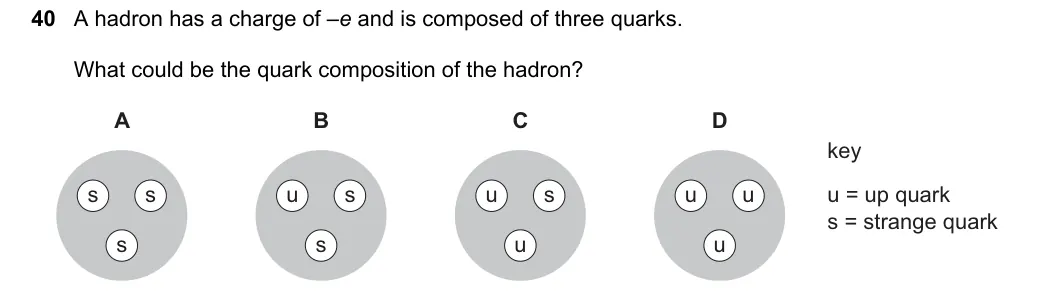 40 A hadron has a charge of –e and is composed of three quarks.
What could be the quark composition of the hadron?
A B C D
key
s s u s u s u u
u = up quark
s = strange quark
s s u u